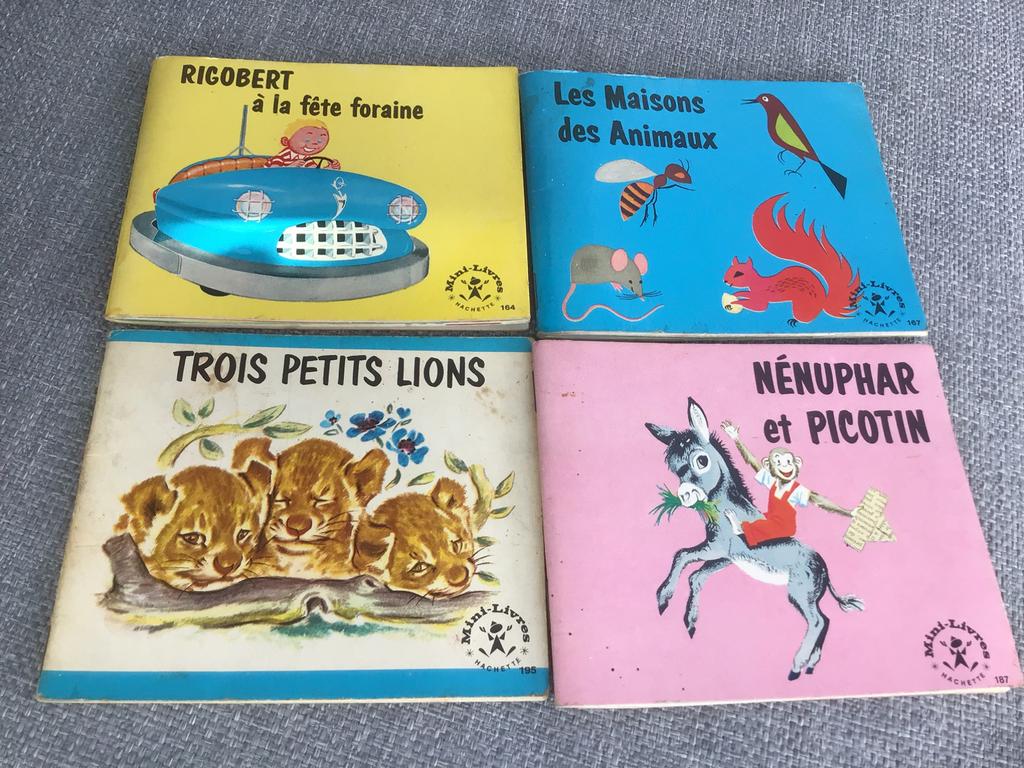 RIGOBERT
à la fête foraine
Mini-Livres
HACHETTE
164
Les Maisons
des Animaux
Mini-Livres
HACHETTE
167
TROIS PETITS LIONS
Mini-Livres
HACHETTE
195
NÉNUPHAR
et PICOTIN
Mini-Livres
HACHETTE
187